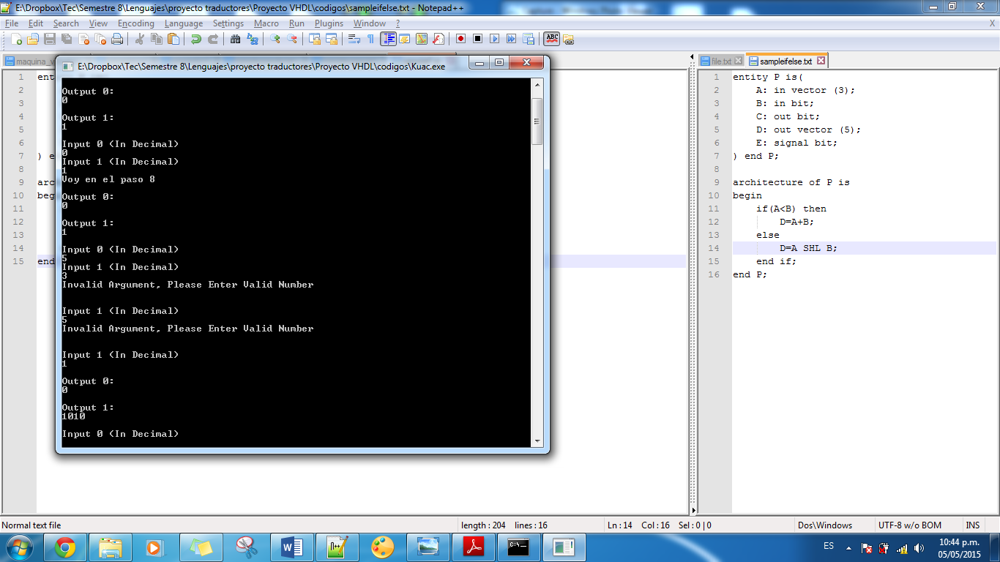 E:\Dropbox\Tec\Semestre 8\Lenguajes\proyecto traductores\Proyecto VHDL\codigos\sampleifelse.txt - Notepad++
File Edit Search View Encoding Language Settings Macro Run Plugins Window ? X
ABC
E:\Dropbox\Tec\Semestre 8\Lenguajes\proyecto traductores\Proyecto VHDL\codigos\Kuac.exe
Output 0:
0
Output 1:
1
Input 0 (In Decimal)
0
Input 1 (In Decimal)
1
Voy en el paso 8
Output 0:
0
Output 1:
1
Input 0 (In Decimal)
5
Input 1 (In Decimal)
3
Invalid Argument, Please Enter Valid Number
Input 1 (In Decimal)
5
Invalid Argument, Please Enter Valid Number
Input 1 (In Decimal)
1
Output 0:
0
Output 1:
1010
Input 0 (In Decimal)
1
2
3
4
5
6
7 )
8
9
10
11
12
13
14
15 end
file.txt sampleifelse.txt
1 entity P is(
2 A: in vector (3);
3 B: in bit;
4 C: out bit;
5 D: out vector (5);
6 E: signal bit;
7 ) end P;
8
9 architecture of P is
10 begin
11 if(A<B) then
12 D=A+B;
13 else
14 D=A SHL B;
15 end if;
16 end P;
Normal text file length : 204 lines : 16 Ln : 14 Col : 16 Sel : 0 | 0 Dos\Windows UTF-8 w/o BOM INS
ES 10:44 p.m.
05/05/2015